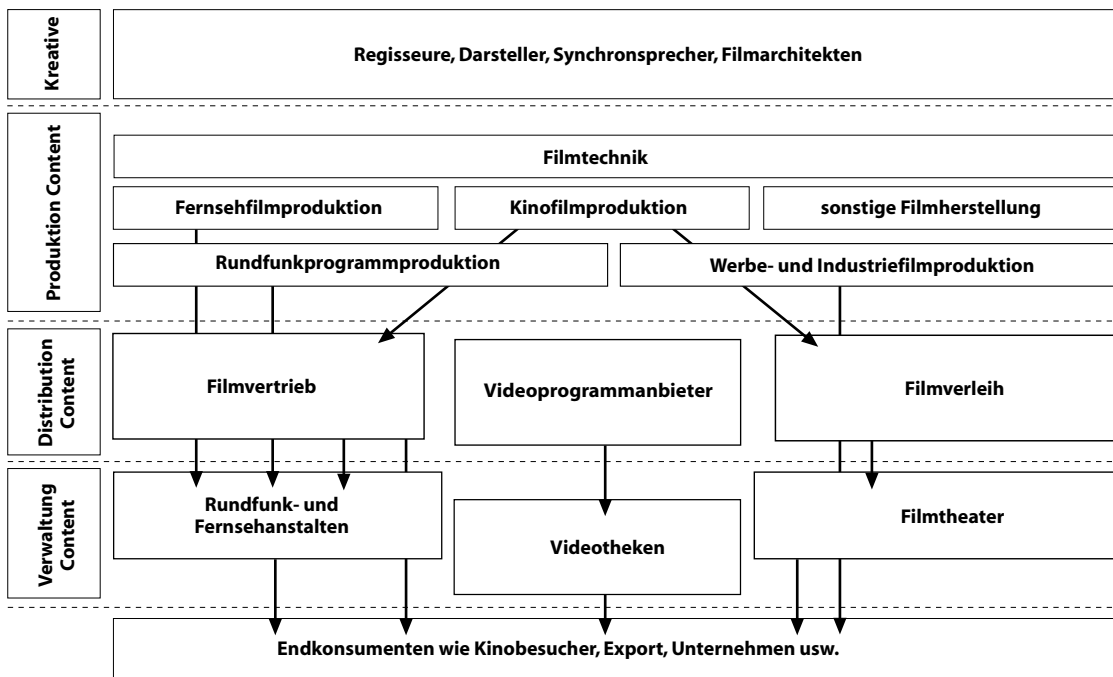 Kreative
Regisseure, Darsteller, Synchronsprecher, Filmarchitekten
Produktion Content
Filmtechnik
Fernsehfilmproduktion
Kinofilmproduktion
sonstige Filmherstellung
Rundfunkprogrammproduktion
Werbe- und Industriefilmproduktion
Distribution
Content
Filmvertrieb
Videoprogrammanbieter
Filmverleih
Verwaltung
Content
Rundfunk- und
Fernsehanstalten
Videotheken
Filmtheater
Endkonsumenten wie Kinobesucher, Export, Unternehmen usw.